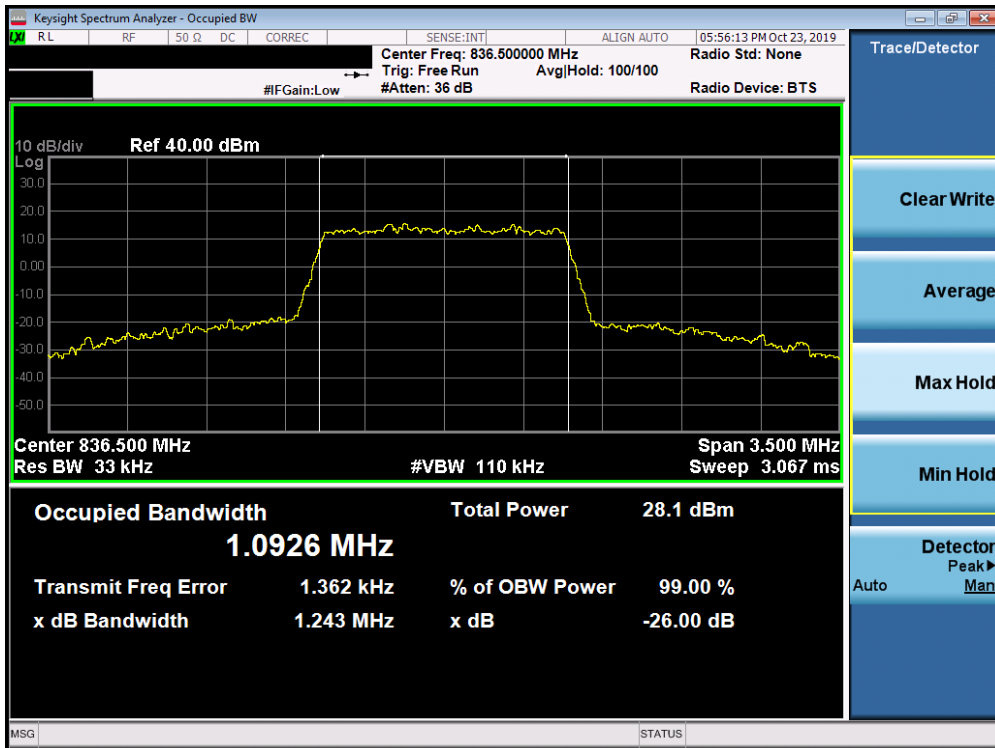 Keysight Spectrum Analyzer - Occupied BW
LXI RL RF 50 Ω DC CORREC SENSE:INT ALIGN AUTO 05:56:13 PM Oct 23, 2019
Center Freq: 836.500000 MHz Radio Std: None
Trig: Free Run Avg|Hold: 100/100
#IFGain:Low #Atten: 36 dB Radio Device: BTS
10 dB/div Ref 40.00 dBm
Log
30.0
20.0
10.0
0.00
-10.0
-20.0
-30.0
-40.0
-50.0
Center 836.500 MHz Span 3.500 MHz
Res BW 33 kHz #VBW 110 kHz Sweep 3.067 ms
Occupied Bandwidth Total Power 28.1 dBm
1.0926 MHz
Transmit Freq Error 1.362 kHz % of OBW Power 99.00 %
x dB Bandwidth 1.243 MHz x dB -26.00 dB
Trace/Detector
Clear Write
Average
Max Hold
Min Hold
Detector
Peak▶
Auto Man
MSG STATUS